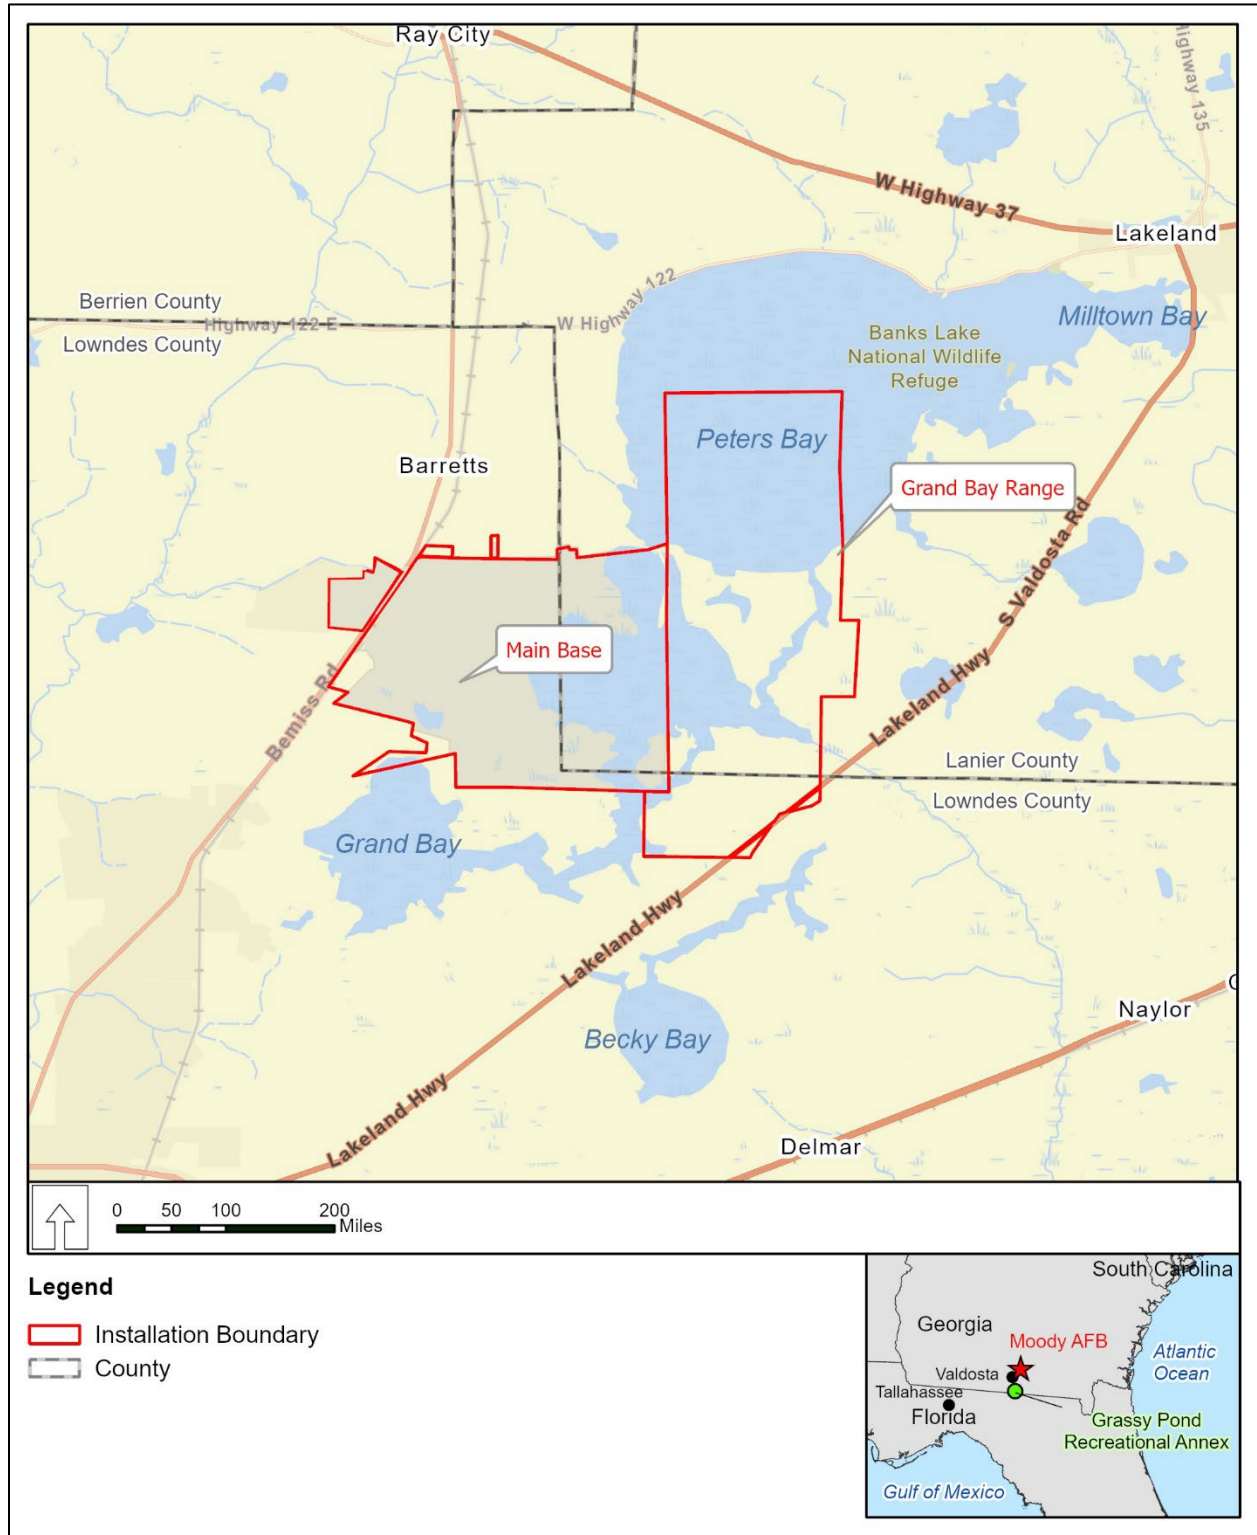 Ray City
Highway 135
W Highway 37
Lakeland
W Highway 122
Berrien County
Highway 122 E
Lowndes County
Milltown Bay
Banks Lake
National Wildlife
Refuge
Peters Bay
Barretts
Grand Bay Range
S Valdosta Rd
Main Base
Bemiss Rd
Lakeland Hwy
Lanier County
Lowndes County
Grand Bay
Lakeland Hwy
Naylor
Becky Bay
Lakeland Hwy
Delmar
0 50 100 200
Miles
Legend
Installation Boundary
County
South Carolina
Georgia
Moody AFB
Atlantic
Ocean
Valdosta
Tallahassee
Florida
Grassy Pond
Recreational Annex
Gulf of Mexico